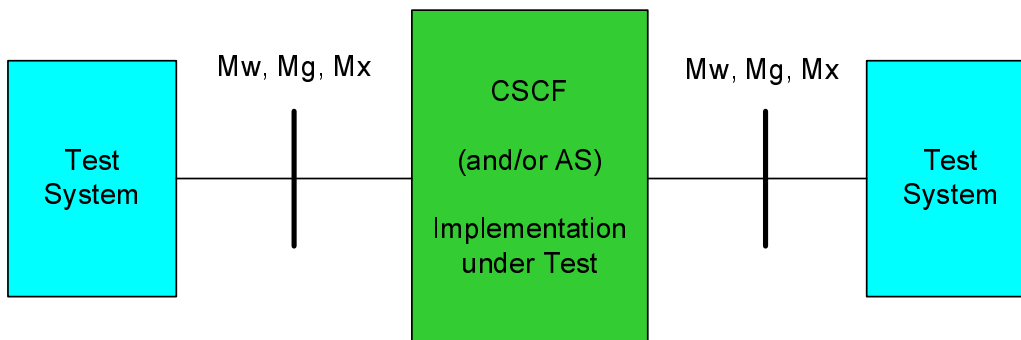 Mw, Mg, Mx
Mw, Mg, Mx
Test
System
CSCF
(and/or AS)
Implementation
under Test
Test
System